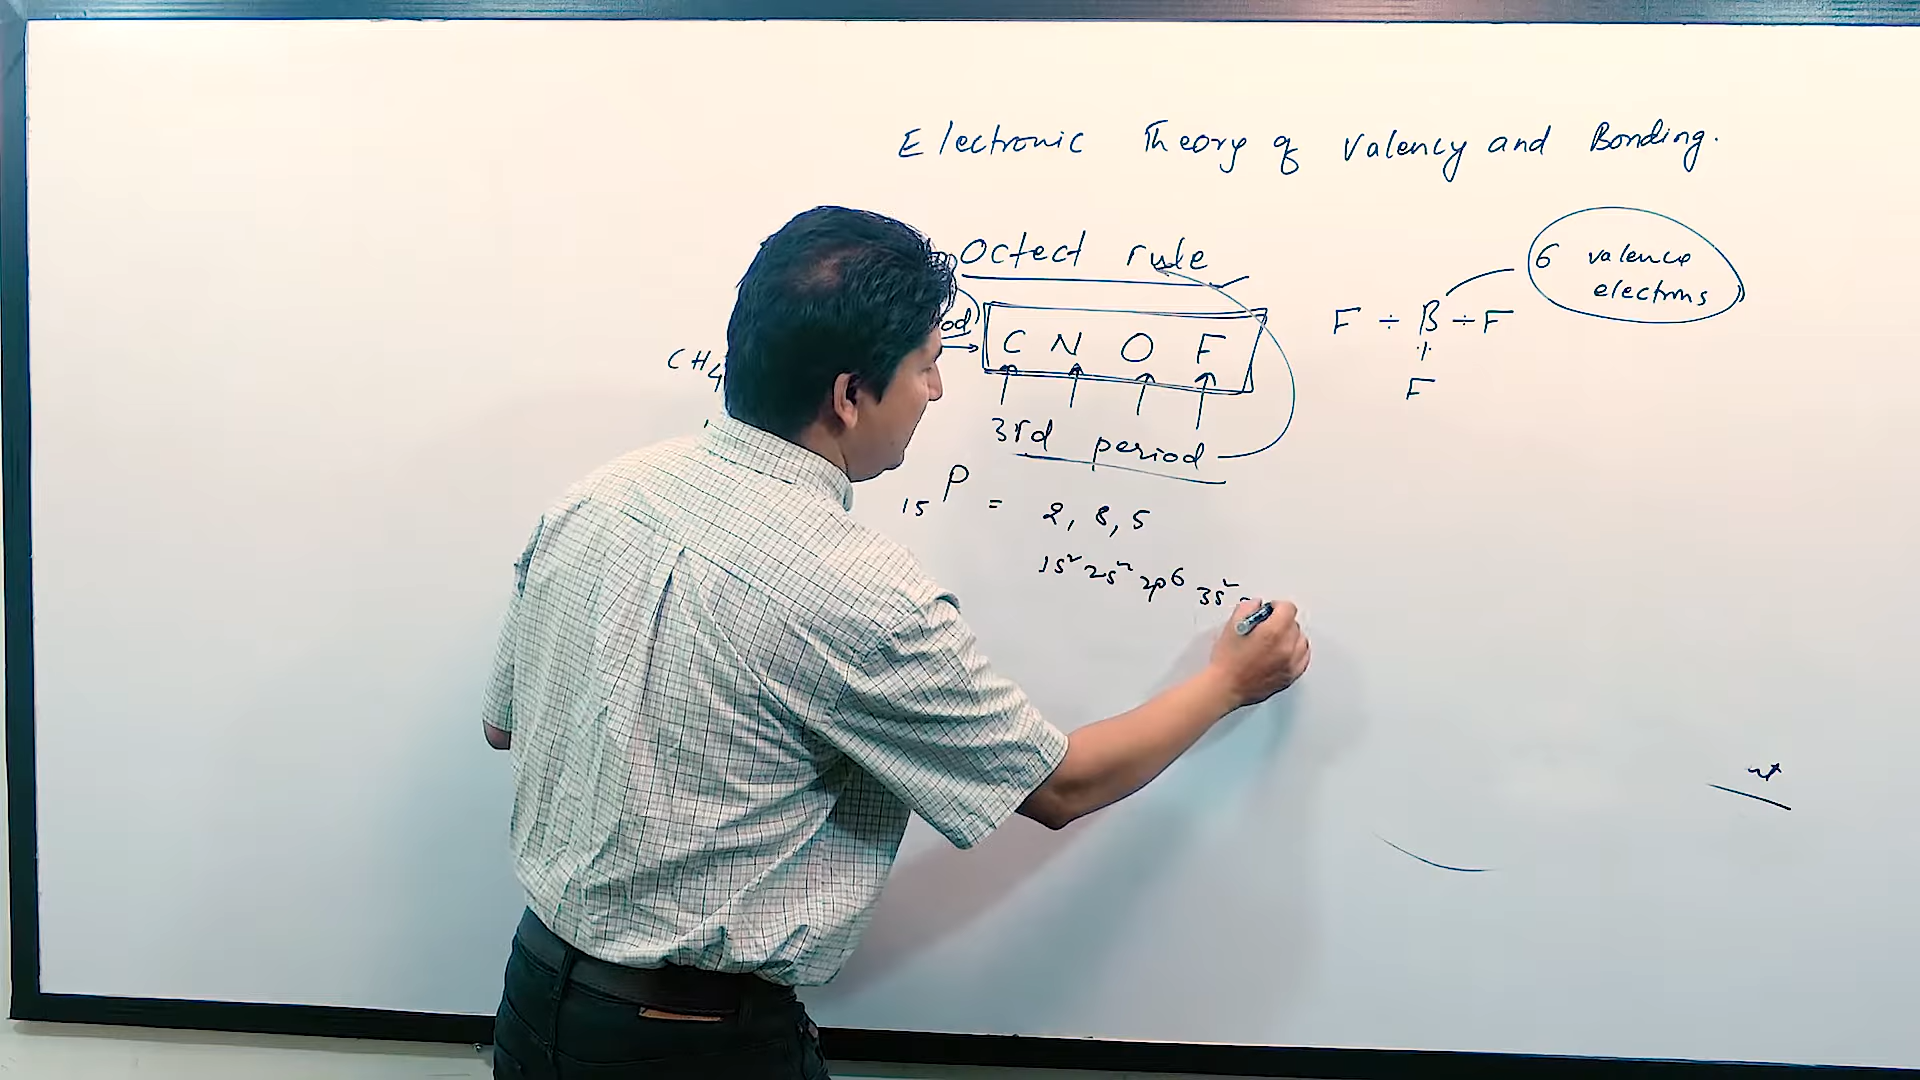 Electronic Theory of Valency and Bonding.
Octect rule
6 valence
electrons
F ÷ B ÷ F
F
C N O F
CH4
3rd period
15 P = 2, 8, 5
1s² 2s² 2p⁶ 3s²